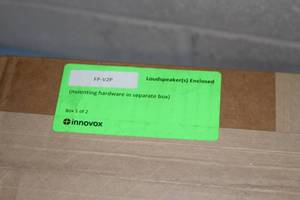 FP-V2P Loudspeaker(s) Enclosed
(mounting hardware in separate box)
Box 1 of 2
innovox